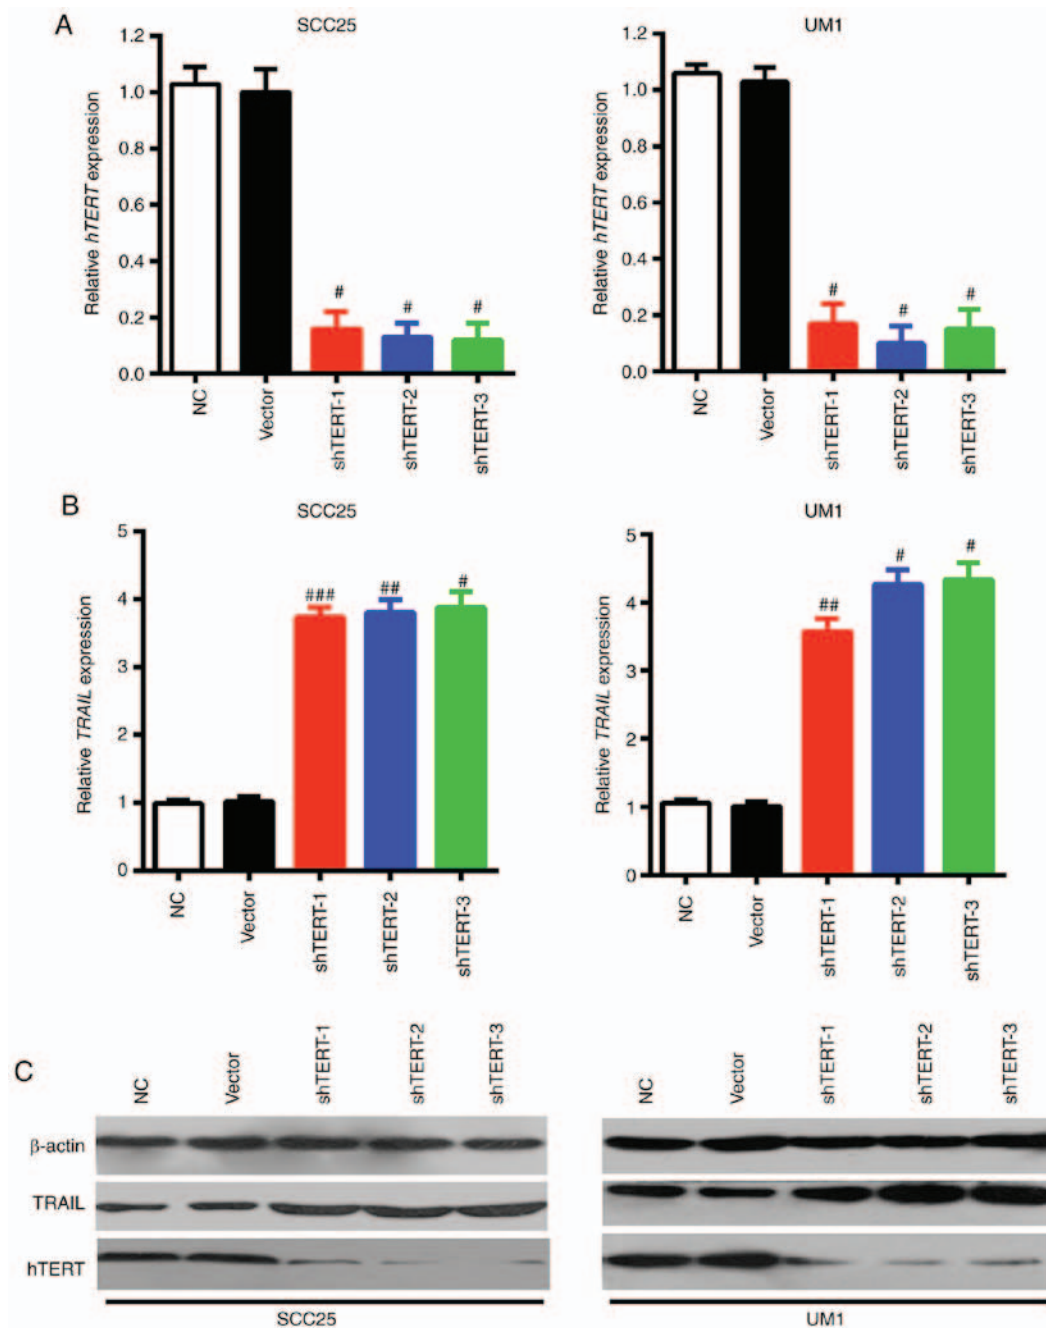 A
SCC25
Relative hTERT expression
1.2
1.0
0.8
0.6
0.4
0.2
0.0
#
#
#
NC
Vector
shTERT-1
shTERT-2
shTERT-3
UM1
Relative hTERT expression
1.2
1.0
0.8
0.6
0.4
0.2
0.0
#
#
#
NC
Vector
shTERT-1
shTERT-2
shTERT-3
B
SCC25
Relative TRAIL expression
5
4
3
2
1
0
###
##
#
NC
Vector
shTERT-1
shTERT-2
shTERT-3
UM1
Relative TRAIL expression
5
4
3
2
1
0
##
#
#
NC
Vector
shTERT-1
shTERT-2
shTERT-3
C
NC
Vector
shTERT-1
shTERT-2
shTERT-3
NC
Vector
shTERT-1
shTERT-2
shTERT-3
β-actin
TRAIL
hTERT
SCC25
UM1